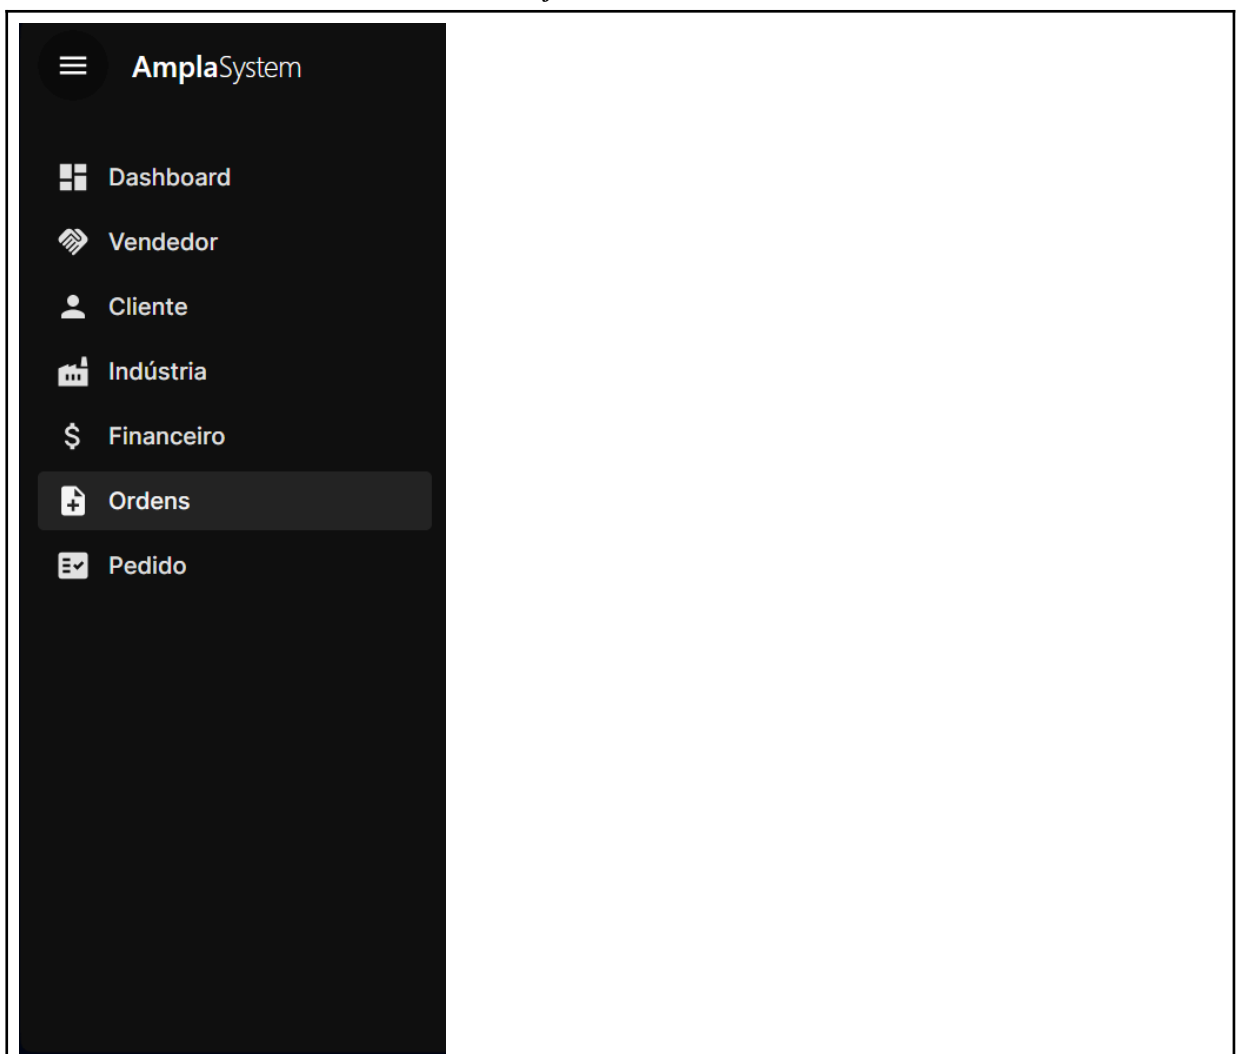 AmplaSystem
Dashboard
Vendedor
Cliente
Indústria
Financeiro
Ordens
Pedido